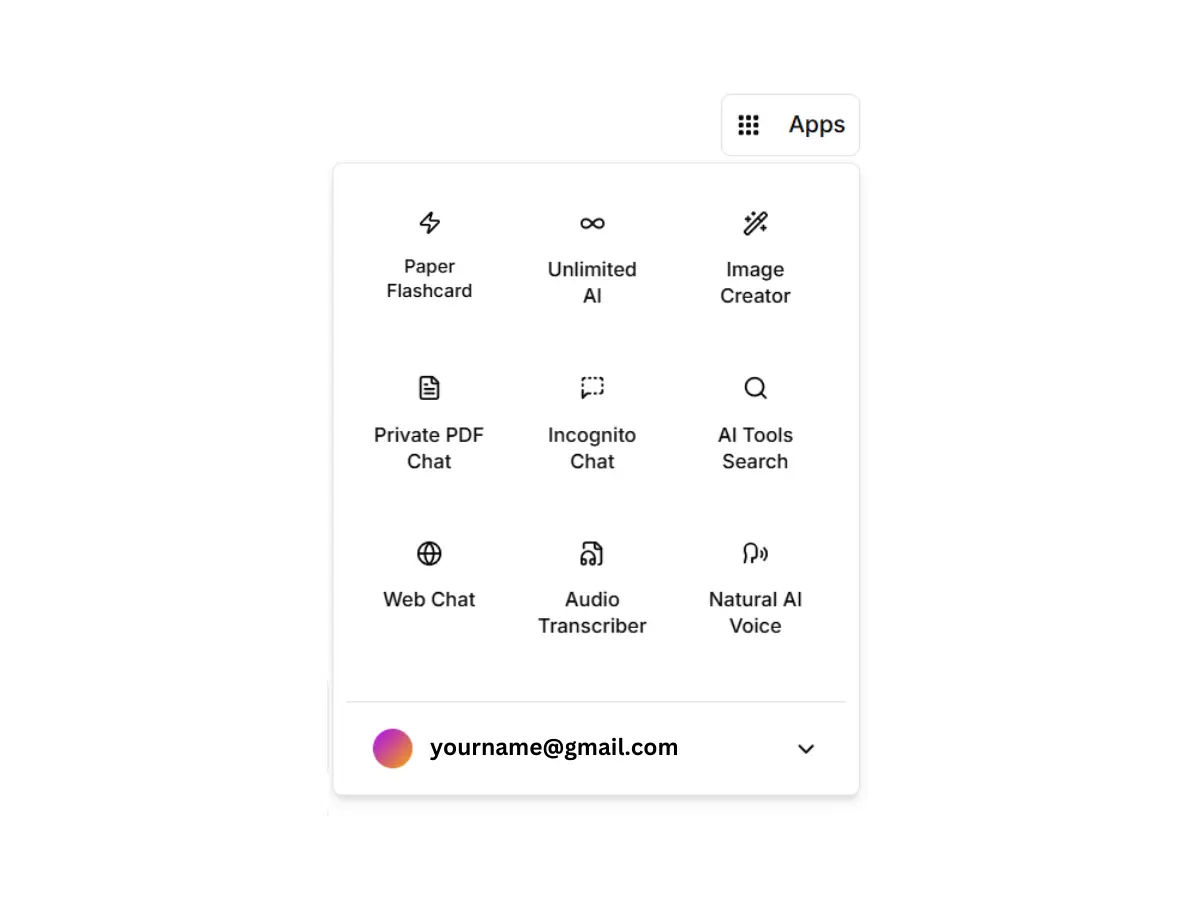 Apps
Paper
Flashcard
Unlimited
AI
Image
Creator
Private PDF
Chat
Incognito
Chat
AI Tools
Search
Web Chat
Audio
Transcriber
Natural AI
Voice
yourname@gmail.com